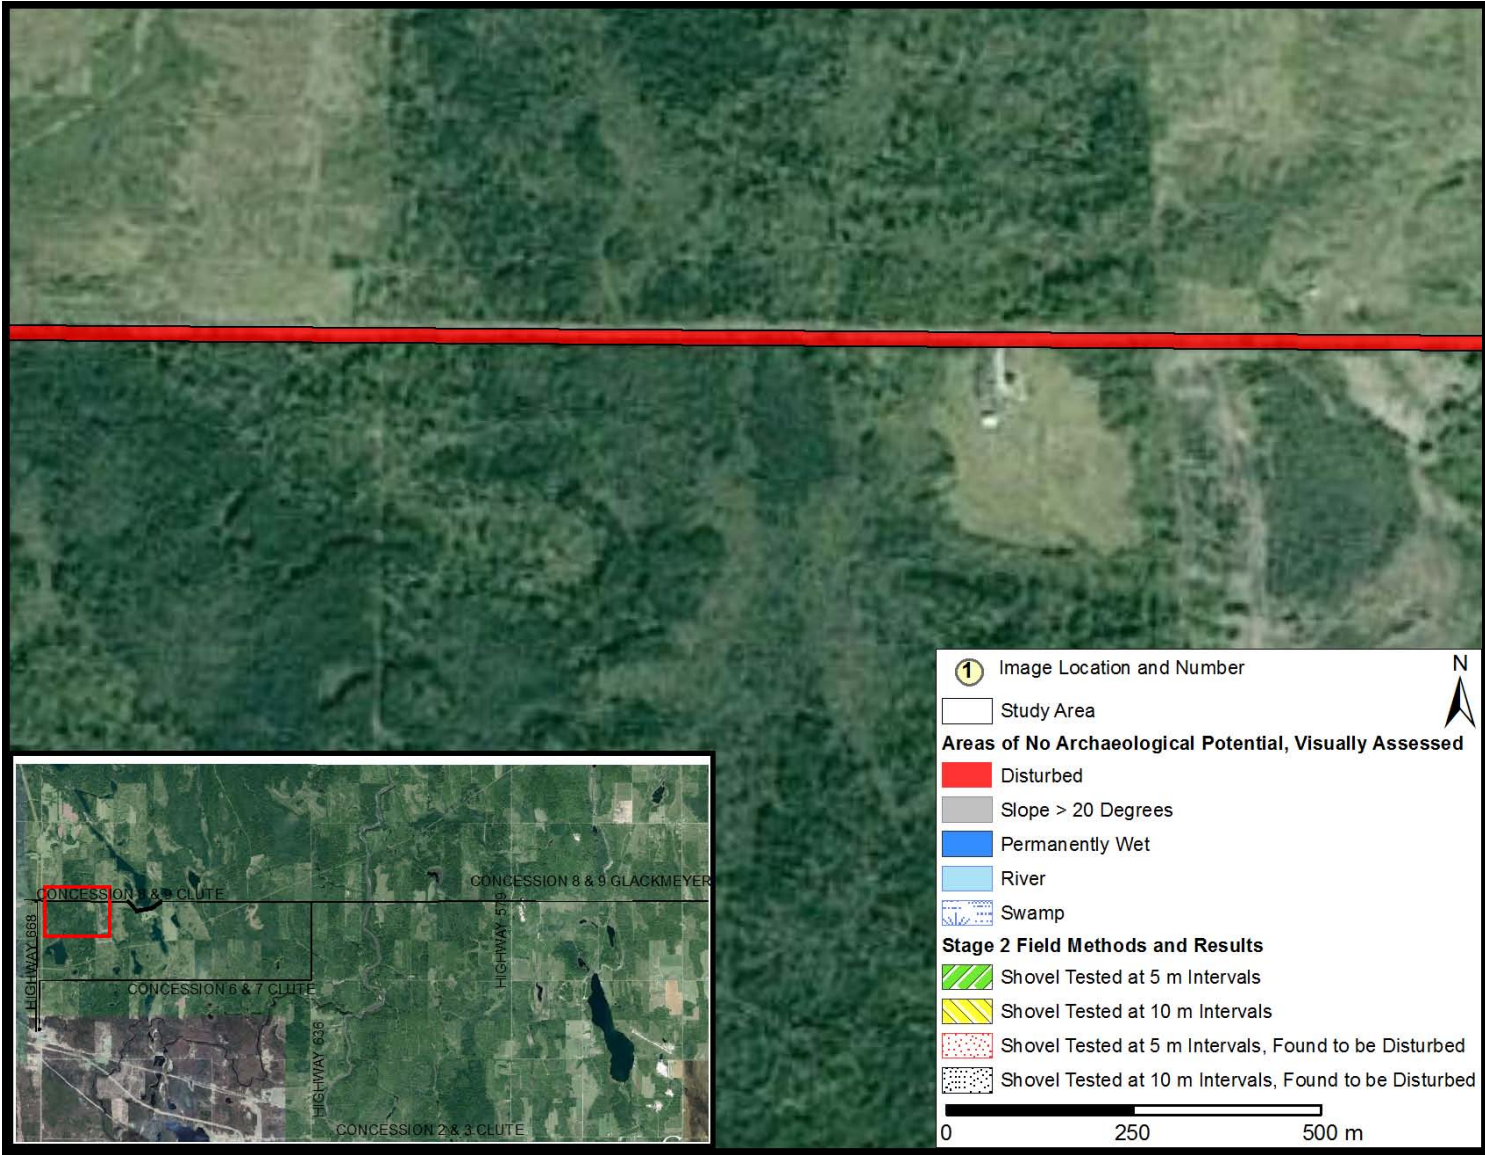 1 Image Location and Number
N
Study Area
Areas of No Archaeological Potential, Visually Assessed
Disturbed
Slope > 20 Degrees
Permanently Wet
River
Swamp
Stage 2 Field Methods and Results
Shovel Tested at 5 m Intervals
Shovel Tested at 10 m Intervals
Shovel Tested at 5 m Intervals, Found to be Disturbed
Shovel Tested at 10 m Intervals, Found to be Disturbed
0 250 500 m
CONCESSION 8 & 9 GLACKMEYER
CONCESSION 8 & 9 CLUTE
HIGHWAY 668
HIGHWAY 579
CONCESSION 6 & 7 CLUTE
HIGHWAY 636
CONCESSION 2 & 3 CLUTE